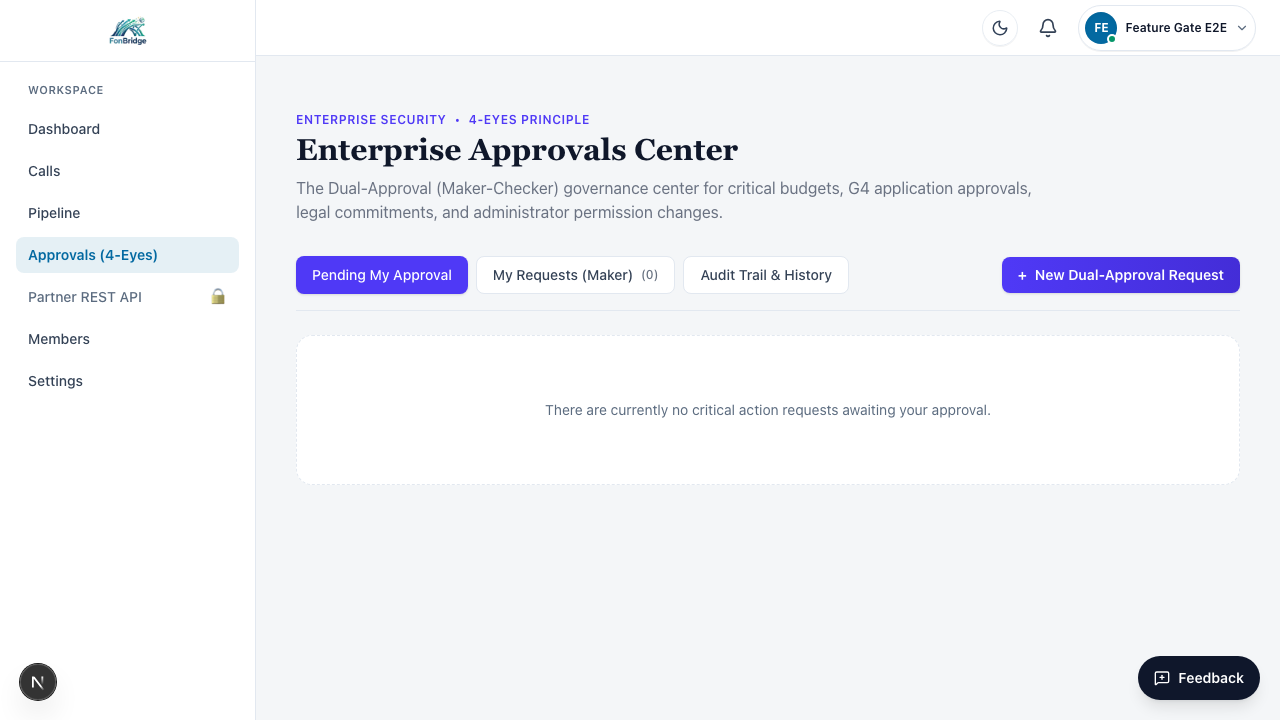 FonBridge
Feature Gate E2E
FE
WORKSPACE
Dashboard
Calls
Pipeline
Approvals (4-Eyes)
Partner REST API
Members
Settings
ENTERPRISE SECURITY • 4-EYES PRINCIPLE
Enterprise Approvals Center
The Dual-Approval (Maker-Checker) governance center for critical budgets, G4 application approvals,
legal commitments, and administrator permission changes.
Pending My Approval
My Requests (Maker) (0)
Audit Trail & History
+ New Dual-Approval Request
There are currently no critical action requests awaiting your approval.
N
Feedback